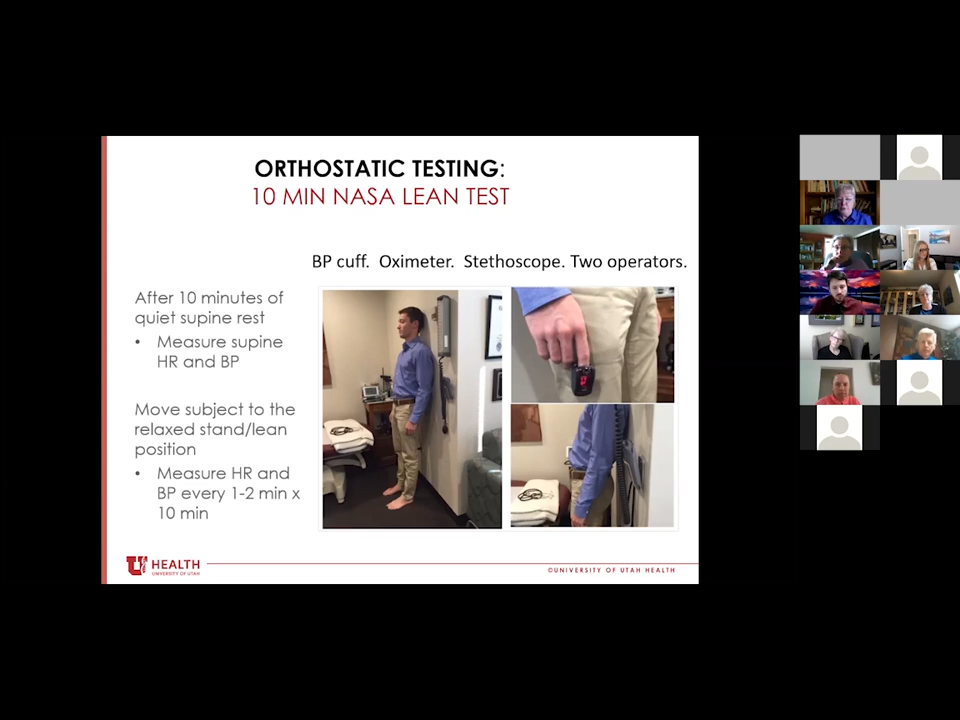 ORTHOSTATIC TESTING:
10 MIN NASA LEAN TEST
BP cuff. Oximeter. Stethoscope. Two operators.
After 10 minutes of
quiet supine rest
• Measure supine
HR and BP
Move subject to the
relaxed stand/lean
position
• Measure HR and
BP every 1-2 min x
10 min
U HEALTH
UNIVERSITY OF UTAH
©UNIVERSITY OF UTAH HEALTH